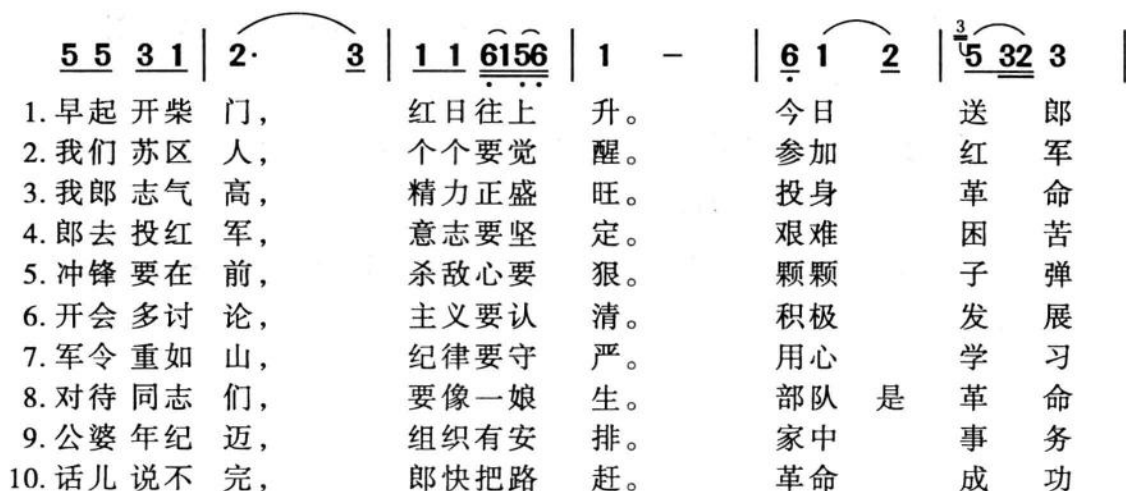 3
5 5 3 1 | 2· 3 | 1 1 6156 | 1 － | 6 1 2 | 5 32 3 |
1. 早起 开柴 门， 红日往上 升。 今日 送 郎
2. 我们 苏区 人， 个个要觉 醒。 参加 红 军
3. 我郎 志气 高， 精力正盛 旺。 投身 革 命
4. 郎去 投红 军， 意志要坚 定。 艰难 困 苦
5. 冲锋 要在 前， 杀敌心要 狠。 颗颗 子 弹
6. 开会 多讨 论， 主义要认 清。 积极 发 展
7. 军令 重如 山， 纪律要守 严。 用心 学 习
8. 对待 同志 们， 要像一娘 生。 部队 是 革 命
9. 公婆 年纪 迈， 组织有安 排。 家中 事 务
10. 话儿 说不 完， 郎快把路 赶。 革命 成 功